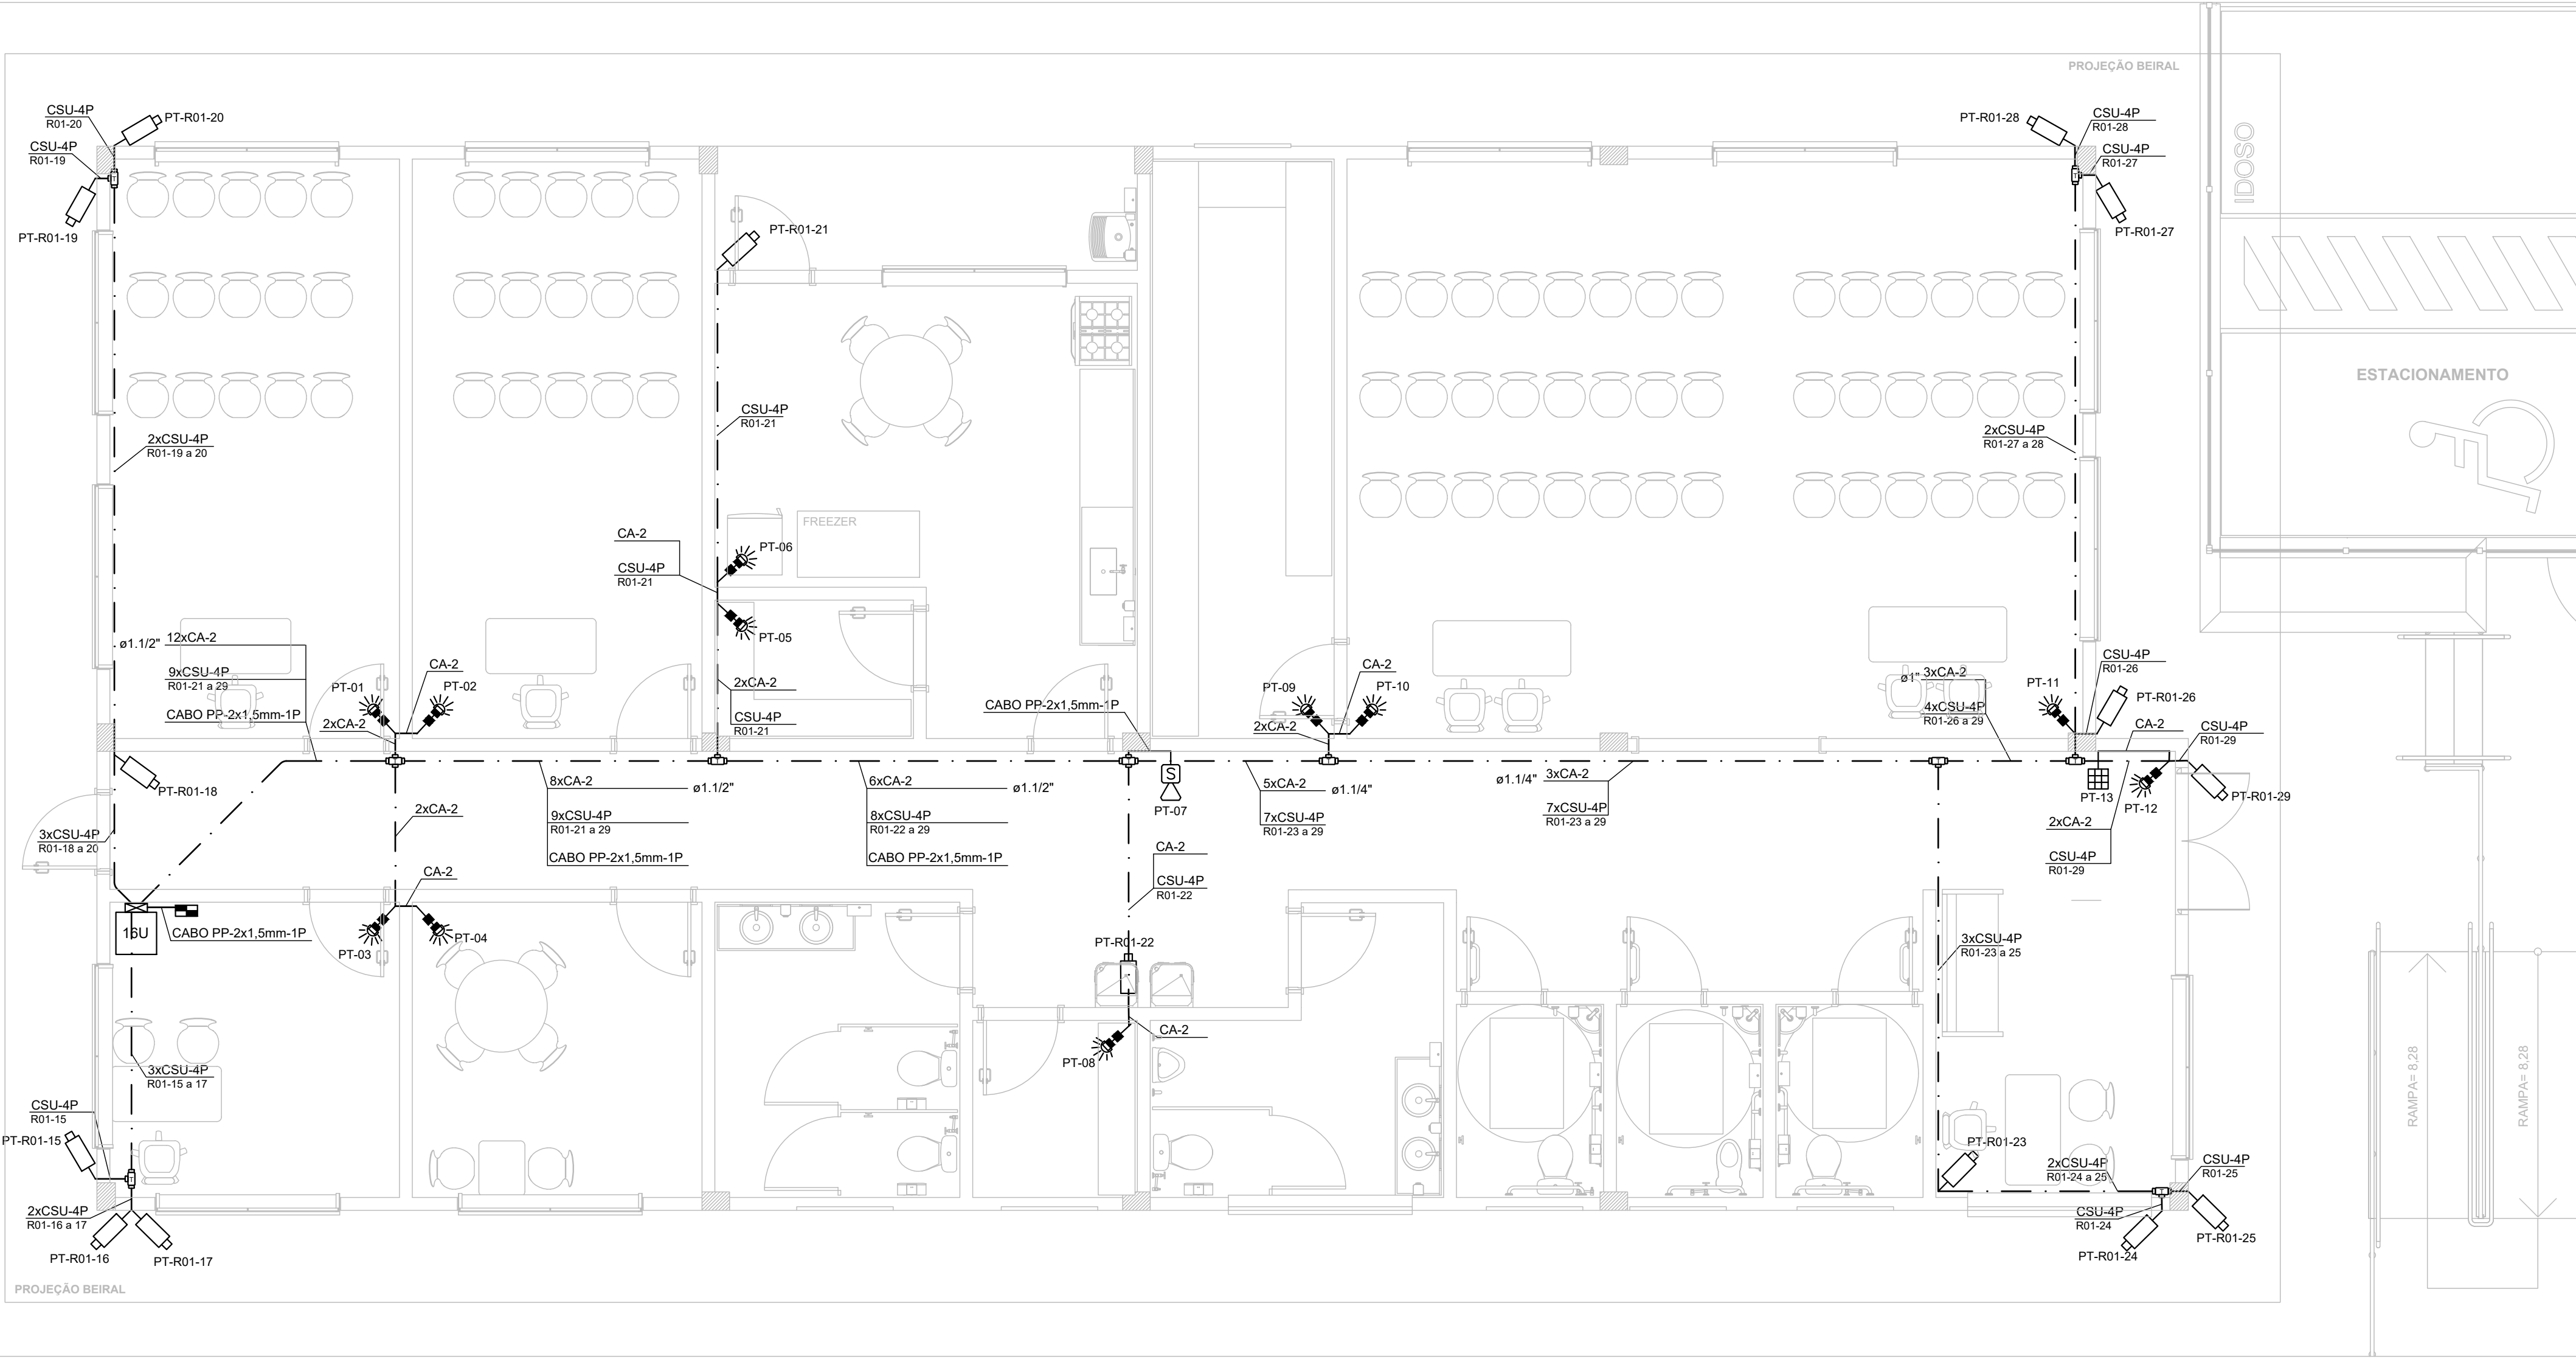 PROJEÇÃO BEIRAL
CSU-4P
R01-20
PT-R01-20
CSU-4P
R01-19
PT-R01-19
PT-R01-28
CSU-4P
R01-28
CSU-4P
R01-27
PT-R01-27
IDOSO
PT-R01-21
ESTACIONAMENTO
CSU-4P
R01-21
2xCSU-4P
R01-19 a 20
2xCSU-4P
R01-27 a 28
FREEZER
CA-2
PT-06
CSU-4P
R01-21
PT-05
ø1.1/2"
12xCA-2
9xCSU-4P
R01-21 a 29
CABO PP-2x1,5mm-1P
PT-01
CA-2
PT-02
2xCA-2
2xCA-2
CSU-4P
R01-21
CABO PP-2x1,5mm-1P
PT-09
CA-2
PT-10
2xCA-2
ø1"
3xCA-2
4xCSU-4P
R01-26 a 29
PT-11
CSU-4P
R01-26
PT-R01-26
CA-2
CSU-4P
R01-29
PT-R01-18
3xCSU-4P
R01-18 a 20
2xCA-2
8xCA-2
ø1.1/2"
9xCSU-4P
R01-21 a 29
CABO PP-2x1,5mm-1P
6xCA-2
ø1.1/2"
8xCSU-4P
R01-22 a 29
CABO PP-2x1,5mm-1P
S
PT-07
5xCA-2
ø1.1/4"
7xCSU-4P
R01-23 a 29
ø1.1/4"
3xCA-2
7xCSU-4P
R01-23 a 29
PT-13
PT-12
PT-R01-29
2xCA-2
CSU-4P
R01-29
CA-2
CSU-4P
R01-22
CA-2
16U
CABO PP-2x1,5mm-1P
PT-03
PT-04
PT-R01-22
3xCSU-4P
R01-23 a 25
CA-2
PT-08
3xCSU-4P
R01-15 a 17
CSU-4P
R01-15
PT-R01-15
2xCSU-4P
R01-16 a 17
PT-R01-16
PT-R01-17
PT-R01-23
2xCSU-4P
R01-24 a 25
CSU-4P
R01-25
CSU-4P
R01-24
PT-R01-24
PT-R01-25
RAMPA= 8,28
RAMPA= 8,28
PROJEÇÃO BEIRAL